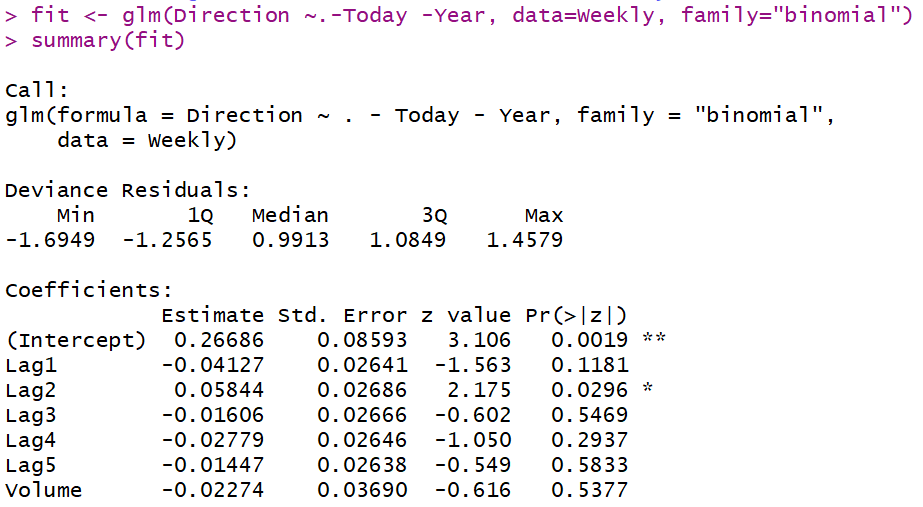 > fit <- glm(Direction ~.-Today -Year, data=Weekly, family="binomial")
> summary(fit)
Call:
glm(formula = Direction ~ . - Today - Year, family = "binomial",
    data = Weekly)
Deviance Residuals:
    Min       1Q   Median       3Q      Max
-1.6949  -1.2565   0.9913   1.0849   1.4579
Coefficients:
            Estimate Std. Error z value Pr(>|z|)
(Intercept)  0.26686    0.08593   3.106   0.0019 **
Lag1        -0.04127    0.02641  -1.563   0.1181
Lag2         0.05844    0.02686   2.175   0.0296 *
Lag3        -0.01606    0.02666  -0.602   0.5469
Lag4        -0.02779    0.02646  -1.050   0.2937
Lag5        -0.01447    0.02638  -0.549   0.5833
Volume      -0.02274    0.03690  -0.616   0.5377